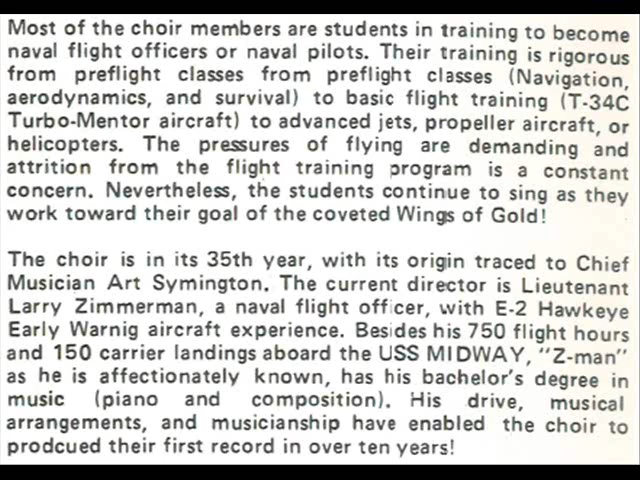 Most of the choir members are students in training to become
naval flight officers or naval pilots. Their training is rigorous
from preflight classes from preflight classes (Navigation,
aerodynamics, and survival) to basic flight training (T-34C
Turbo-Mentor aircraft) to advanced jets, propeller aircraft, or
helicopters. The pressures of flying are demanding and
attrition from the flight training program is a constant
concern. Nevertheless, the students continue to sing as they
work toward their goal of the coveted Wings of Gold!
The choir is in its 35th year, with its origin traced to Chief
Musician Art Symington. The current director is Lieutenant
Larry Zimmerman, a naval flight officer, with E-2 Hawkeye
Early Warnig aircraft experience. Besides his 750 flight hours
and 150 carrier landings aboard the USS MIDWAY, "Z-man"
as he is affectionately known, has his bachelor's degree in
music (piano and composition). His drive, musical
arrangements, and musicianship have enabled the choir to
prodcued their first record in over ten years!